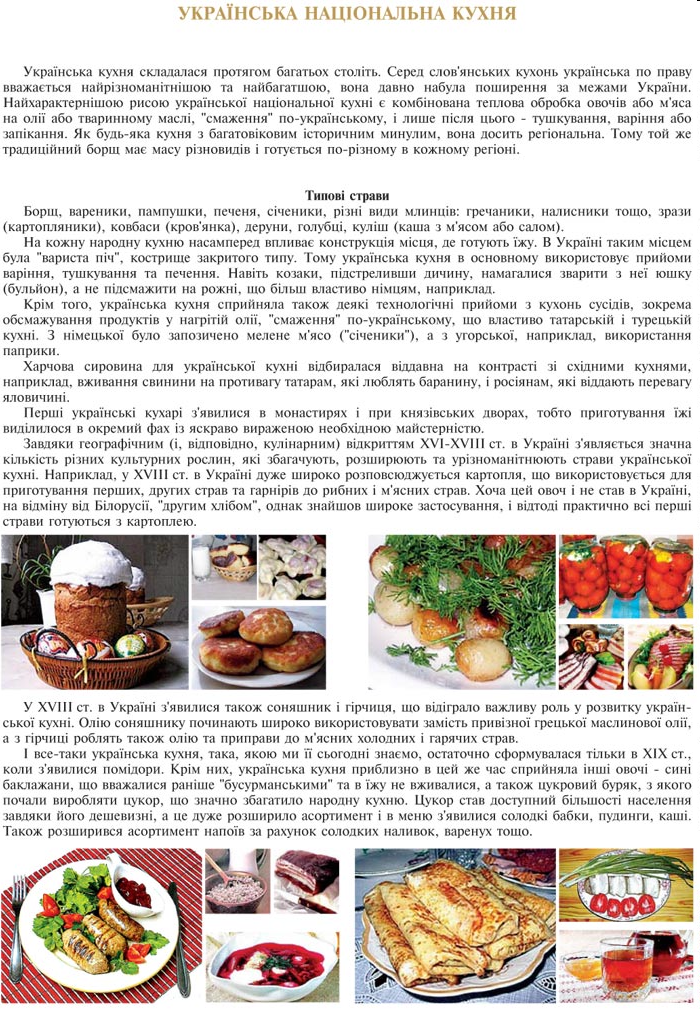 УКРАЇНСЬКА НАЦІОНАЛЬНА КУХНЯ
Українська кухня складалася протягом багатьох століть. Серед слов'янських кухонь українська по праву
вважається найрізноманітнішою та найбагатшою, вона давно набула поширення за межами України.
Найхарактернішою рисою української національної кухні є комбінована теплова обробка овочів або м'яса
на олії або тваринному маслі, "смаження" по-українському, і лише після цього - тушкування, варіння або
запікання. Як будь-яка кухня з багатовіковим історичним минулим, вона досить регіональна. Тому той же
традиційний борщ має масу різновидів і готується по-різному в кожному регіоні.
Типові страви
Борщ, вареники, пампушки, печеня, січеники, різні види млинців: гречаники, налисники тощо, зрази
(картопляники), ковбаси (кров'янка), деруни, голубці, куліш (каша з м'ясом або салом).
На кожну народну кухню насамперед впливає конструкція місця, де готують їжу. В Україні таким місцем
була "вариста піч", кострище закритого типу. Тому українська кухня в основному використовує прийоми
варіння, тушкування та печення. Навіть козаки, підстреливши дичину, намагалися зварити з неї юшку
(бульйон), а не підсмажити на рожні, що більш властиво німцям, наприклад.
Крім того, українська кухня сприйняла також деякі технологічні прийоми з кухонь сусідів, зокрема
обсмажування продуктів у нагрітій олії, "смаження" по-українському, що властиво татарській і турецькій
кухні. З німецької було запозичено мелене м'ясо ("січеники"), а з угорської, наприклад, використання
паприки.
Харчова сировина для української кухні відбиралася віддавна на контрасті зі східними кухнями,
наприклад, вживання свинини на противагу татарам, які люблять баранину, і росіянам, які віддають перевагу
яловичині.
Перші українські кухарі з'явилися в монастирях і при князівських дворах, тобто приготування їжі
виділилося в окремий фах із яскраво вираженою необхідною майстерністю.
Завдяки географічним (і, відповідно, кулінарним) відкриттям XVI-XVIII ст. в Україні з'являється значна
кількість різних культурних рослин, які збагачують, розширюють та урізноманітнюють страви української
кухні. Наприклад, у XVIII ст. в Україні дуже широко розповсюджується картопля, що використовується для
приготування перших, других страв та гарнірів до рибних і м'ясних страв. Хоча цей овоч і не став в Україні,
на відміну від Білорусії, "другим хлібом", однак знайшов широке застосування, і відтоді практично всі перші
страви готуються з картоплею.
У XVIII ст. в Україні з'явилися також соняшник і гірчиця, що відіграло важливу роль у розвитку україн-
ської кухні. Олію соняшнику починають широко використовувати замість привізної грецької маслинової олії,
а з гірчиці роблять також олію та приправи до м'ясних холодних і гарячих страв.
І все-таки українська кухня, така, якою ми її сьогодні знаємо, остаточно сформувалася тільки в XIX ст.,
коли з'явилися помідори. Крім них, українська кухня приблизно в цей же час сприйняла інші овочі - сині
баклажани, що вважалися раніше "бусурманськими" та в їжу не вживалися, а також цукровий буряк, з якого
почали виробляти цукор, що значно збагатило народну кухню. Цукор став доступний більшості населення
завдяки його дешевизні, а це дуже розширило асортимент і в меню з'явилися солодкі бабки, пудинги, каші.
Також розширився асортимент напоїв за рахунок солодких наливок, варенух тощо.